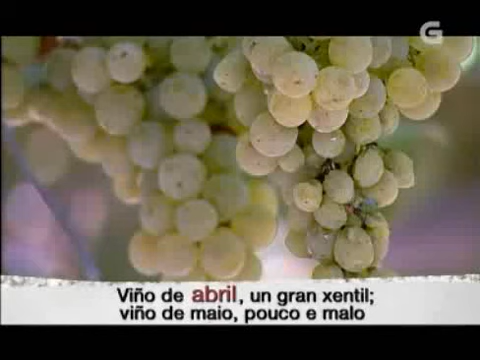 G
Viño de abril, un gran xentil;
viño de maio, pouco e malo